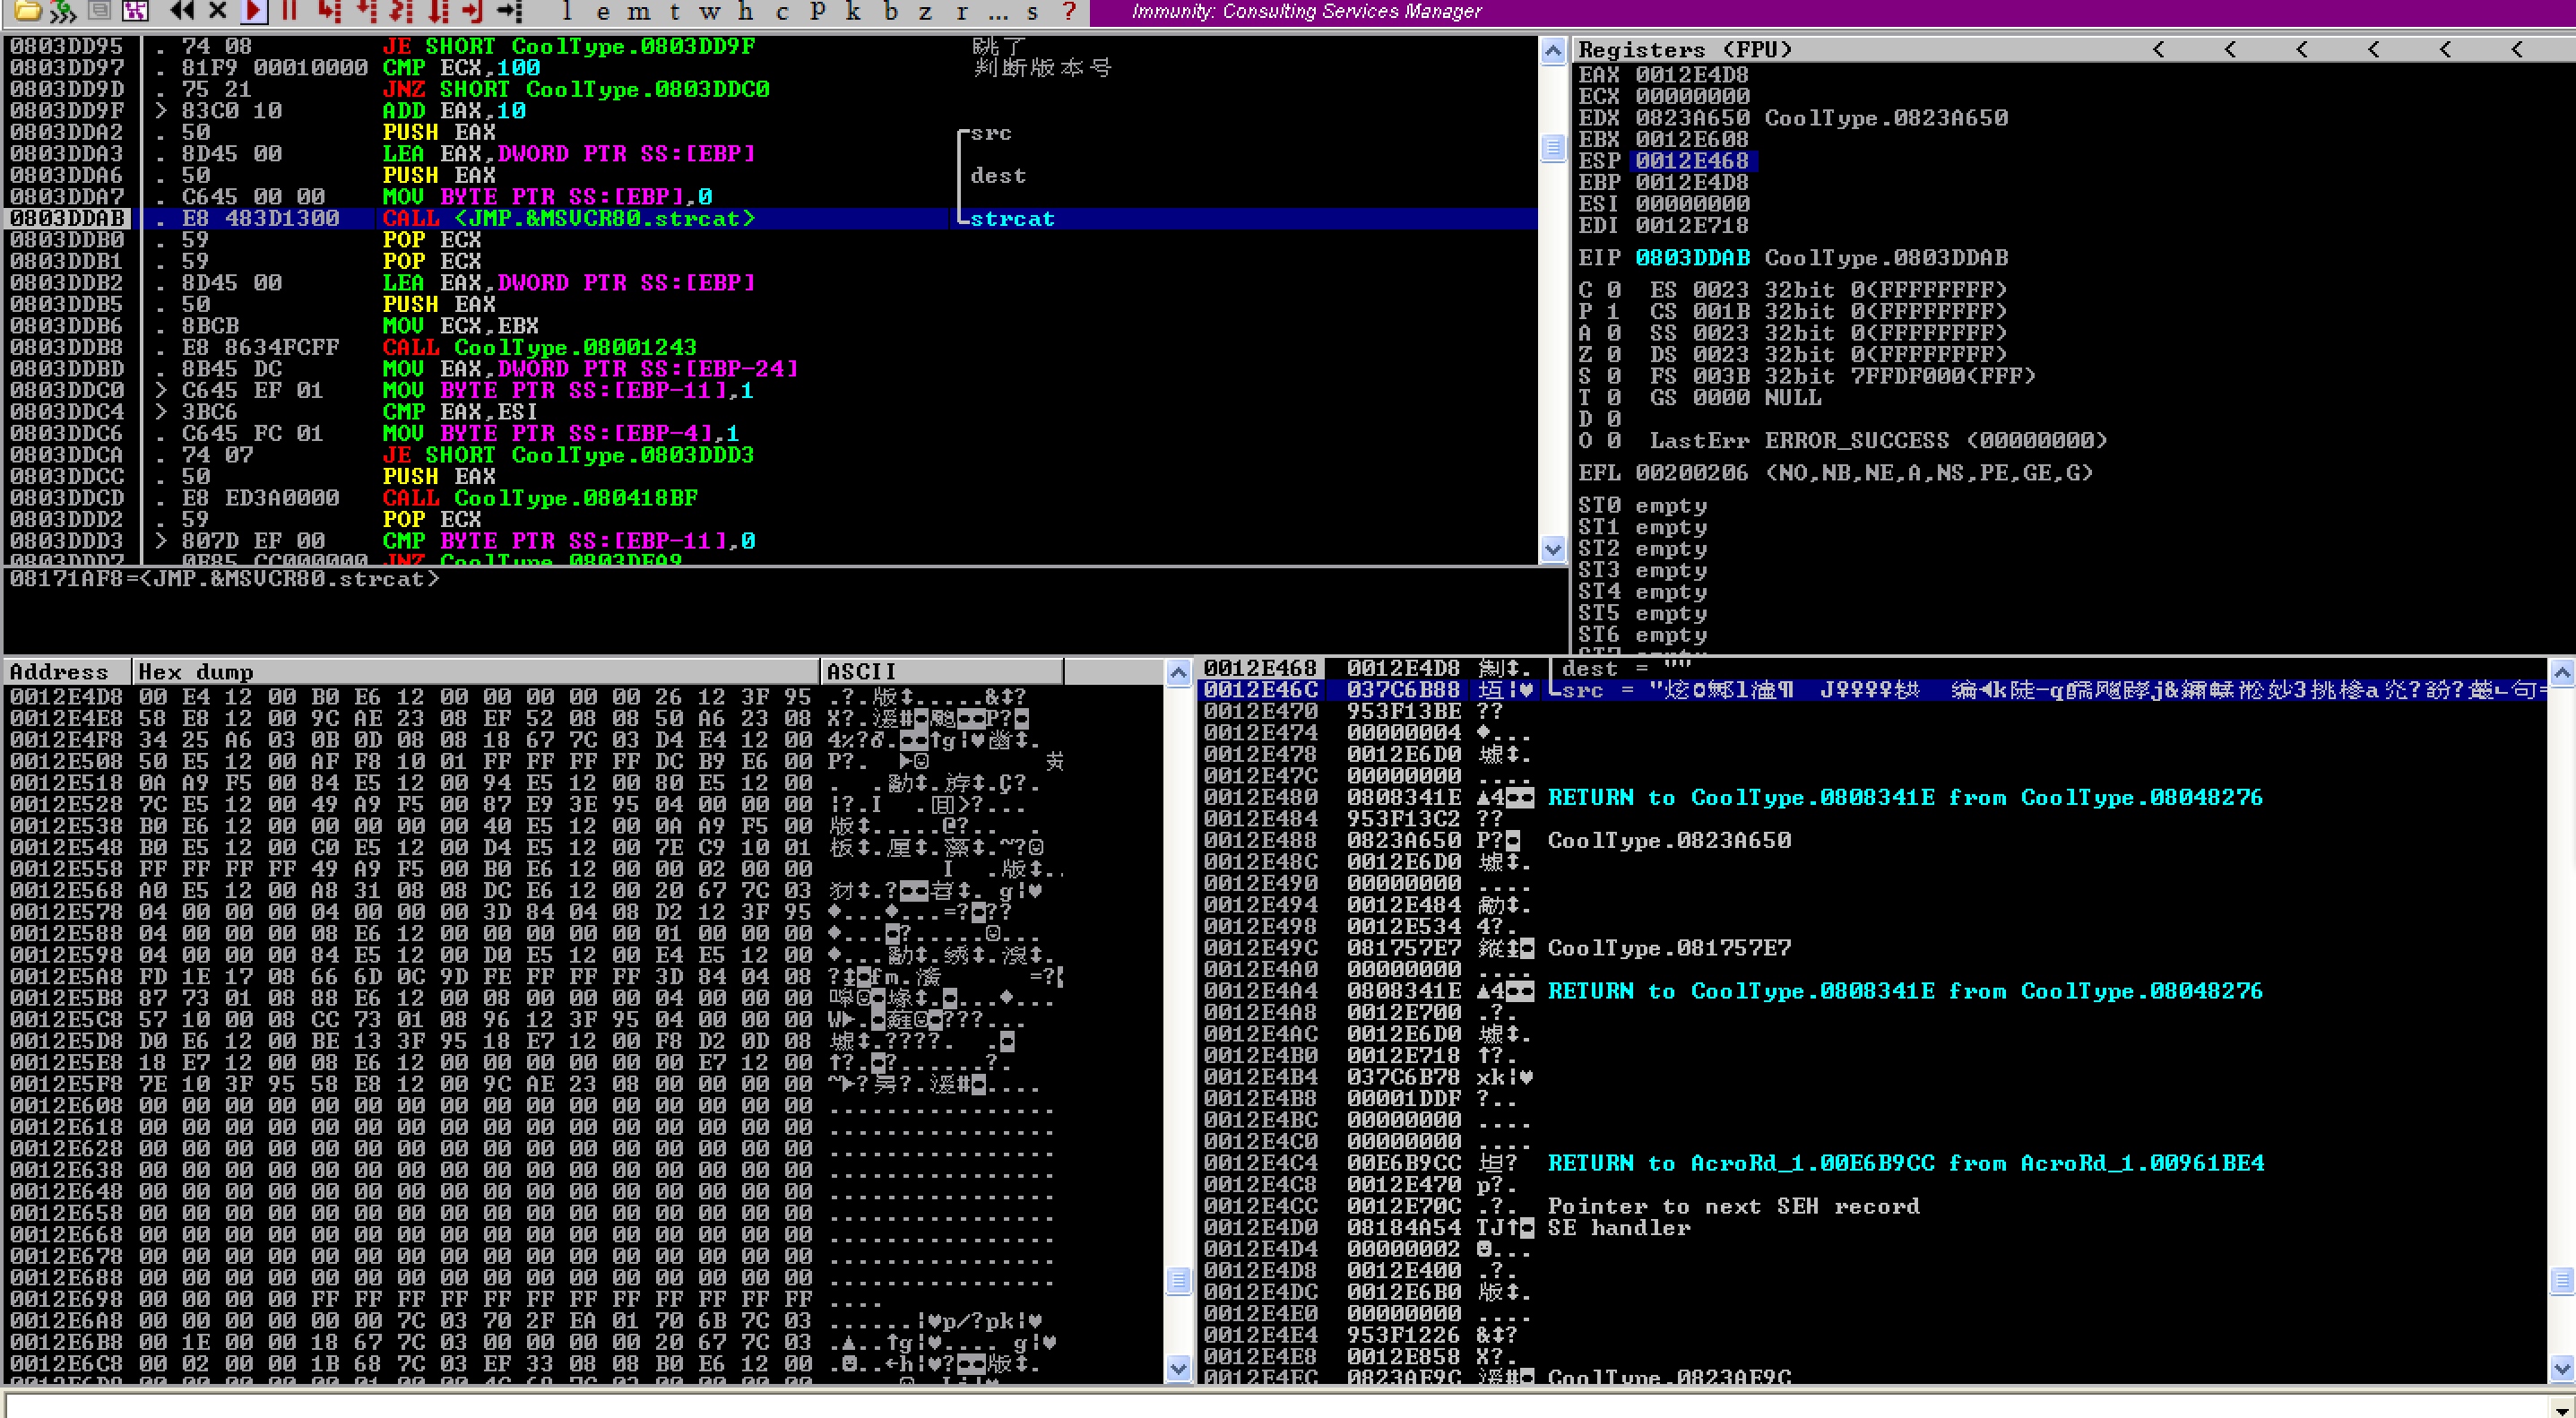 l e m t w h c p k b z r ... s ?
Immunity: Consulting Services Manager
0803DD95 . 74 08 JE SHORT CoolType.0803DD9F 跳了
0803DD97 . 81F9 00010000 CMP ECX,100 判断版本号
0803DD9D . 75 21 JNZ SHORT CoolType.0803DDC0
0803DD9F > 83C0 10 ADD EAX,10
0803DDA2 . 50 PUSH EAX src
0803DDA3 . 8D45 00 LEA EAX,DWORD PTR SS:[EBP]
0803DDA6 . 50 PUSH EAX dest
0803DDA7 . C645 00 00 MOV BYTE PTR SS:[EBP],0
0803DDAB . E8 483D1300 CALL <JMP.&MSVCR80.strcat> strcat
0803DDB0 . 59 POP ECX
0803DDB1 . 59 POP ECX
0803DDB2 . 8D45 00 LEA EAX,DWORD PTR SS:[EBP]
0803DDB5 . 50 PUSH EAX
0803DDB6 . 8BCB MOV ECX,EBX
0803DDB8 . E8 8634FCFF CALL CoolType.08001243
0803DDBD . 8B45 DC MOV EAX,DWORD PTR SS:[EBP-24]
0803DDC0 > C645 EF 01 MOV BYTE PTR SS:[EBP-11],1
0803DDC4 > 3BC6 CMP EAX,ESI
0803DDC6 . C645 FC 01 MOV BYTE PTR SS:[EBP-4],1
0803DDCA . 74 07 JE SHORT CoolType.0803DDD3
0803DDCC . 50 PUSH EAX
0803DDCD . E8 ED3A0000 CALL CoolType.080418BF
0803DDD2 . 59 POP ECX
0803DDD3 > 807D EF 00 CMP BYTE PTR SS:[EBP-11],0
0803DDD7 . 0F85 CC000000 JNZ CoolType.0803DEA9
08171AF8=<JMP.&MSVCR80.strcat>
Registers (FPU) < < < < < <
EAX 0012E4D8
ECX 00000000
EDX 0823A650 CoolType.0823A650
EBX 0012E608
ESP 0012E468
EBP 0012E4D8
ESI 00000000
EDI 0012E718
EIP 0803DDAB CoolType.0803DDAB
C 0 ES 0023 32bit 0(FFFFFFFF)
P 1 CS 001B 32bit 0(FFFFFFFF)
A 0 SS 0023 32bit 0(FFFFFFFF)
Z 0 DS 0023 32bit 0(FFFFFFFF)
S 0 FS 003B 32bit 7FFDF000(FFF)
T 0 GS 0000 NULL
D 0
O 0 LastErr ERROR_SUCCESS (00000000)
EFL 00200206 (NO,NB,NE,A,NS,PE,GE,G)
ST0 empty
ST1 empty
ST2 empty
ST3 empty
ST4 empty
ST5 empty
ST6 empty
Address Hex dump ASCII
0012E4D8 00 E4 12 00 B0 E6 12 00 00 00 00 00 26 12 3F 95
0012E4E8 58 E8 12 00 9C AE 23 08 EF 52 08 08 50 A6 23 08
0012E4F8 34 25 A6 03 0B 0D 08 08 18 67 7C 03 D4 E4 12 00
0012E508 50 E5 12 00 AF F8 10 01 FF FF FF FF DC B9 E6 00
0012E518 0A A9 F5 00 84 E5 12 00 94 E5 12 00 80 E5 12 00
0012E528 7C E5 12 00 49 A9 F5 00 87 E9 3E 95 04 00 00 00
0012E538 B0 E6 12 00 00 00 00 00 40 E5 12 00 0A A9 F5 00
0012E548 B0 E5 12 00 C0 E5 12 00 D4 E5 12 00 7E C9 10 01
0012E558 FF FF FF FF 49 A9 F5 00 B0 E6 12 00 00 02 00 00
0012E568 A0 E5 12 00 A8 31 08 08 DC E6 12 00 20 67 7C 03
0012E578 04 00 00 00 04 00 00 00 3D 84 04 08 D2 12 3F 95
0012E588 04 00 00 00 08 E6 12 00 00 00 00 00 01 00 00 00
0012E598 04 00 00 00 84 E5 12 00 D0 E5 12 00 E4 E5 12 00
0012E5A8 FD 1E 17 08 66 6D 0C 9D FE FF FF FF 3D 84 04 08
0012E5B8 87 73 01 08 88 E6 12 00 08 00 00 00 04 00 00 00
0012E5C8 57 10 00 08 CC 73 01 08 96 12 3F 95 04 00 00 00
0012E5D8 D0 E6 12 00 BE 13 3F 95 18 E7 12 00 F8 D2 0D 08
0012E5E8 18 E7 12 00 08 E6 12 00 00 00 00 00 00 E7 12 00
0012E5F8 7E 10 3F 95 58 E8 12 00 9C AE 23 08 00 00 00 00
0012E608 00 00 00 00 00 00 00 00 00 00 00 00 00 00 00 00
0012E618 00 00 00 00 00 00 00 00 00 00 00 00 00 00 00 00
0012E628 00 00 00 00 00 00 00 00 00 00 00 00 00 00 00 00
0012E638 00 00 00 00 00 00 00 00 00 00 00 00 00 00 00 00
0012E648 00 00 00 00 00 00 00 00 00 00 00 00 00 00 00 00
0012E658 00 00 00 00 00 00 00 00 00 00 00 00 00 00 00 00
0012E668 00 00 00 00 00 00 00 00 00 00 00 00 00 00 00 00
0012E678 00 00 00 00 00 00 00 00 00 00 00 00 00 00 00 00
0012E688 00 00 00 00 00 00 00 00 00 00 00 00 00 00 00 00
0012E698 00 00 00 00 FF FF FF FF FF FF FF FF FF FF FF FF
0012E6A8 00 00 00 00 00 00 7C 03 70 2F EA 01 70 6B 7C 03
0012E6B8 00 1E 00 00 18 67 7C 03 00 00 00 00 20 67 7C 03
0012E6C8 00 02 00 00 1B 68 7C 03 EF 33 08 08 B0 E6 12 00
0012E468 0012E4D8 dest = ""
0012E46C 037C6B88 src = "
0012E470 953F13BE ??
0012E474 00000004 ◆...
0012E478 0012E6D0
0012E47C 00000000 ....
0012E480 0808341E RETURN to CoolType.0808341E from CoolType.08048276
0012E484 953F13C2 ??
0012E488 0823A650 CoolType.0823A650
0012E48C 0012E6D0
0012E490 00000000 ....
0012E494 0012E484
0012E498 0012E534 4?.
0012E49C 081757E7 CoolType.081757E7
0012E4A0 00000000 ....
0012E4A4 0808341E RETURN to CoolType.0808341E from CoolType.08048276
0012E4A8 0012E700 .?.
0012E4AC 0012E6D0
0012E4B0 0012E718 ↑?.
0012E4B4 037C6B78 xk¦♥
0012E4B8 00001DDF ?..
0012E4BC 00000000 ....
0012E4C0 00000000 ....
0012E4C4 00E6B9CC RETURN to AcroRd_1.00E6B9CC from AcroRd_1.00961BE4
0012E4C8 0012E470 p?.
0012E4CC 0012E70C .?. Pointer to next SEH record
0012E4D0 08184A54 SE handler
0012E4D4 00000002
0012E4D8 0012E400 .?.
0012E4DC 0012E6B0 版‡.
0012E4E0 00000000 ....
0012E4E4 953F1226 &‡?
0012E4E8 0012E858 X?.
0012E4EC 0823AE9C CoolType.0823AE9C